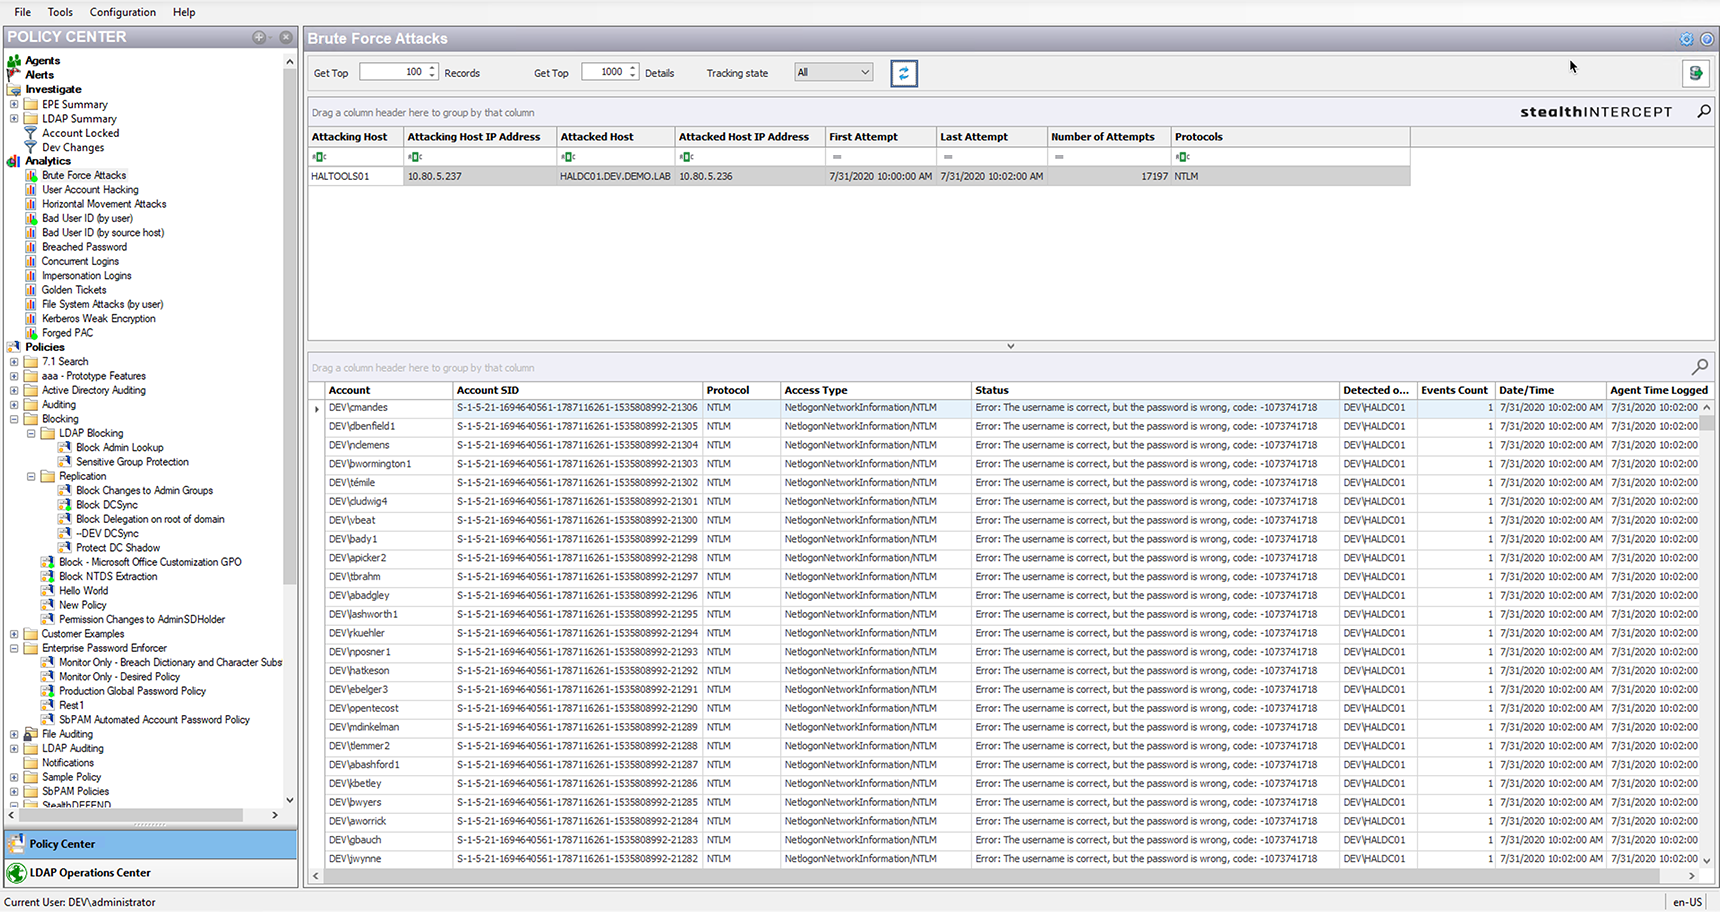 File Tools Configuration Help
POLICY CENTER
Agents
Alerts
Investigate
EPE Summary
LDAP Summary
Account Locked
Dev Changes
Analytics
Brute Force Attacks
User Account Hacking
Horizontal Movement Attacks
Bad User ID (by user)
Bad User ID (by source host)
Breached Password
Concurrent Logins
Impersonation Logins
Golden Tickets
File System Attacks (by user)
Kerberos Weak Encryption
Forged PAC
Policies
7.1 Search
aaa - Prototype Features
Active Directory Auditing
Auditing
Blocking
LDAP Blocking
Block Admin Lookup
Sensitive Group Protection
Replication
Block Changes to Admin Groups
Block DCSync
Block Delegation on root of domain
--DEV DCSync
Protect DC Shadow
Block - Microsoft Office Customization GPO
Block NTDS Extraction
Hello World
New Policy
Permission Changes to AdminSDHolder
Customer Examples
Enterprise Password Enforcer
Monitor Only - Breach Dictionary and Character Subs
Monitor Only - Desired Policy
Production Global Password Policy
Rest1
SbPAM Automated Account Password Policy
File Auditing
LDAP Auditing
Notifications
Sample Policy
SbPAM Policies
StealthDEFEND
Policy Center
LDAP Operations Center
Brute Force Attacks
Get Top 100 Records Get Top 1000 Details Tracking state All
Drag a column header here to group by that column
stealthINTERCEPT
Attacking Host Attacking Host IP Address Attacked Host Attacked Host IP Address First Attempt Last Attempt Number of Attempts Protocols
HALTOOLS01 10.80.5.237 HALDC01.DEV.DEMO.LAB 10.80.5.236 7/31/2020 10:00:00 AM 7/31/2020 10:02:00 AM 17197 NTLM
Drag a column header here to group by that column
Account Account SID Protocol Access Type Status Detected o... Events Count Date/Time Agent Time Logged
DEV\cmandes S-1-5-21-1694640561-1787116261-1535808992-21306 NTLM NetlogonNetworkInformation/NTLM Error: The username is correct, but the password is wrong, code: -1073741718 DEV\HALDC01 1 7/31/2020 10:02:00 AM 7/31/2020 10:02:00
DEV\dbenfield1 S-1-5-21-1694640561-1787116261-1535808992-21305 NTLM NetlogonNetworkInformation/NTLM Error: The username is correct, but the password is wrong, code: -1073741718 DEV\HALDC01 1 7/31/2020 10:02:00 AM 7/31/2020 10:02:00
DEV\nclemens S-1-5-21-1694640561-1787116261-1535808992-21304 NTLM NetlogonNetworkInformation/NTLM Error: The username is correct, but the password is wrong, code: -1073741718 DEV\HALDC01 1 7/31/2020 10:02:00 AM 7/31/2020 10:02:00
DEV\bwormington1 S-1-5-21-1694640561-1787116261-1535808992-21303 NTLM NetlogonNetworkInformation/NTLM Error: The username is correct, but the password is wrong, code: -1073741718 DEV\HALDC01 1 7/31/2020 10:02:00 AM 7/31/2020 10:02:00
DEV\témile S-1-5-21-1694640561-1787116261-1535808992-21302 NTLM NetlogonNetworkInformation/NTLM Error: The username is correct, but the password is wrong, code: -1073741718 DEV\HALDC01 1 7/31/2020 10:02:00 AM 7/31/2020 10:02:00
DEV\dludwig4 S-1-5-21-1694640561-1787116261-1535808992-21301 NTLM NetlogonNetworkInformation/NTLM Error: The username is correct, but the password is wrong, code: -1073741718 DEV\HALDC01 1 7/31/2020 10:02:00 AM 7/31/2020 10:02:00
DEV\vbeat S-1-5-21-1694640561-1787116261-1535808992-21300 NTLM NetlogonNetworkInformation/NTLM Error: The username is correct, but the password is wrong, code: -1073741718 DEV\HALDC01 1 7/31/2020 10:02:00 AM 7/31/2020 10:02:00
DEV\bady1 S-1-5-21-1694640561-1787116261-1535808992-21299 NTLM NetlogonNetworkInformation/NTLM Error: The username is correct, but the password is wrong, code: -1073741718 DEV\HALDC01 1 7/31/2020 10:02:00 AM 7/31/2020 10:02:00
DEV\apicker2 S-1-5-21-1694640561-1787116261-1535808992-21298 NTLM NetlogonNetworkInformation/NTLM Error: The username is correct, but the password is wrong, code: -1073741718 DEV\HALDC01 1 7/31/2020 10:02:00 AM 7/31/2020 10:02:00
DEV\tbrahm S-1-5-21-1694640561-1787116261-1535808992-21297 NTLM NetlogonNetworkInformation/NTLM Error: The username is correct, but the password is wrong, code: -1073741718 DEV\HALDC01 1 7/31/2020 10:02:00 AM 7/31/2020 10:02:00
DEV\abadgley S-1-5-21-1694640561-1787116261-1535808992-21296 NTLM NetlogonNetworkInformation/NTLM Error: The username is correct, but the password is wrong, code: -1073741718 DEV\HALDC01 1 7/31/2020 10:02:00 AM 7/31/2020 10:02:00
DEV\ashworth1 S-1-5-21-1694640561-1787116261-1535808992-21295 NTLM NetlogonNetworkInformation/NTLM Error: The username is correct, but the password is wrong, code: -1073741718 DEV\HALDC01 1 7/31/2020 10:02:00 AM 7/31/2020 10:02:00
DEV\rkuehler S-1-5-21-1694640561-1787116261-1535808992-21294 NTLM NetlogonNetworkInformation/NTLM Error: The username is correct, but the password is wrong, code: -1073741718 DEV\HALDC01 1 7/31/2020 10:02:00 AM 7/31/2020 10:02:00
DEV\nposner1 S-1-5-21-1694640561-1787116261-1535808992-21293 NTLM NetlogonNetworkInformation/NTLM Error: The username is correct, but the password is wrong, code: -1073741718 DEV\HALDC01 1 7/31/2020 10:02:00 AM 7/31/2020 10:02:00
DEV\hatkeson S-1-5-21-1694640561-1787116261-1535808992-21292 NTLM NetlogonNetworkInformation/NTLM Error: The username is correct, but the password is wrong, code: -1073741718 DEV\HALDC01 1 7/31/2020 10:02:00 AM 7/31/2020 10:02:00
DEV\ebelger3 S-1-5-21-1694640561-1787116261-1535808992-21291 NTLM NetlogonNetworkInformation/NTLM Error: The username is correct, but the password is wrong, code: -1073741718 DEV\HALDC01 1 7/31/2020 10:02:00 AM 7/31/2020 10:02:00
DEV\opentecost S-1-5-21-1694640561-1787116261-1535808992-21290 NTLM NetlogonNetworkInformation/NTLM Error: The username is correct, but the password is wrong, code: -1073741718 DEV\HALDC01 1 7/31/2020 10:02:00 AM 7/31/2020 10:02:00
DEV\mdinkelman S-1-5-21-1694640561-1787116261-1535808992-21289 NTLM NetlogonNetworkInformation/NTLM Error: The username is correct, but the password is wrong, code: -1073741718 DEV\HALDC01 1 7/31/2020 10:02:00 AM 7/31/2020 10:02:00
DEV\tlemmer2 S-1-5-21-1694640561-1787116261-1535808992-21288 NTLM NetlogonNetworkInformation/NTLM Error: The username is correct, but the password is wrong, code: -1073741718 DEV\HALDC01 1 7/31/2020 10:02:00 AM 7/31/2020 10:02:00
DEV\abashford1 S-1-5-21-1694640561-1787116261-1535808992-21287 NTLM NetlogonNetworkInformation/NTLM Error: The username is correct, but the password is wrong, code: -1073741718 DEV\HALDC01 1 7/31/2020 10:02:00 AM 7/31/2020 10:02:00
DEV\kbetley S-1-5-21-1694640561-1787116261-1535808992-21286 NTLM NetlogonNetworkInformation/NTLM Error: The username is correct, but the password is wrong, code: -1073741718 DEV\HALDC01 1 7/31/2020 10:02:00 AM 7/31/2020 10:02:00
DEV\bwyers S-1-5-21-1694640561-1787116261-1535808992-21285 NTLM NetlogonNetworkInformation/NTLM Error: The username is correct, but the password is wrong, code: -1073741718 DEV\HALDC01 1 7/31/2020 10:02:00 AM 7/31/2020 10:02:00
DEV\aworrick S-1-5-21-1694640561-1787116261-1535808992-21284 NTLM NetlogonNetworkInformation/NTLM Error: The username is correct, but the password is wrong, code: -1073741718 DEV\HALDC01 1 7/31/2020 10:02:00 AM 7/31/2020 10:02:00
DEV\gbauch S-1-5-21-1694640561-1787116261-1535808992-21283 NTLM NetlogonNetworkInformation/NTLM Error: The username is correct, but the password is wrong, code: -1073741718 DEV\HALDC01 1 7/31/2020 10:02:00 AM 7/31/2020 10:02:00
DEV\jwynne S-1-5-21-1694640561-1787116261-1535808992-21282 NTLM NetlogonNetworkInformation/NTLM Error: The username is correct, but the password is wrong, code: -1073741718 DEV\HALDC01 1 7/31/2020 10:02:00 AM 7/31/2020 10:02:00
Current User: DEV\administrator
en-US